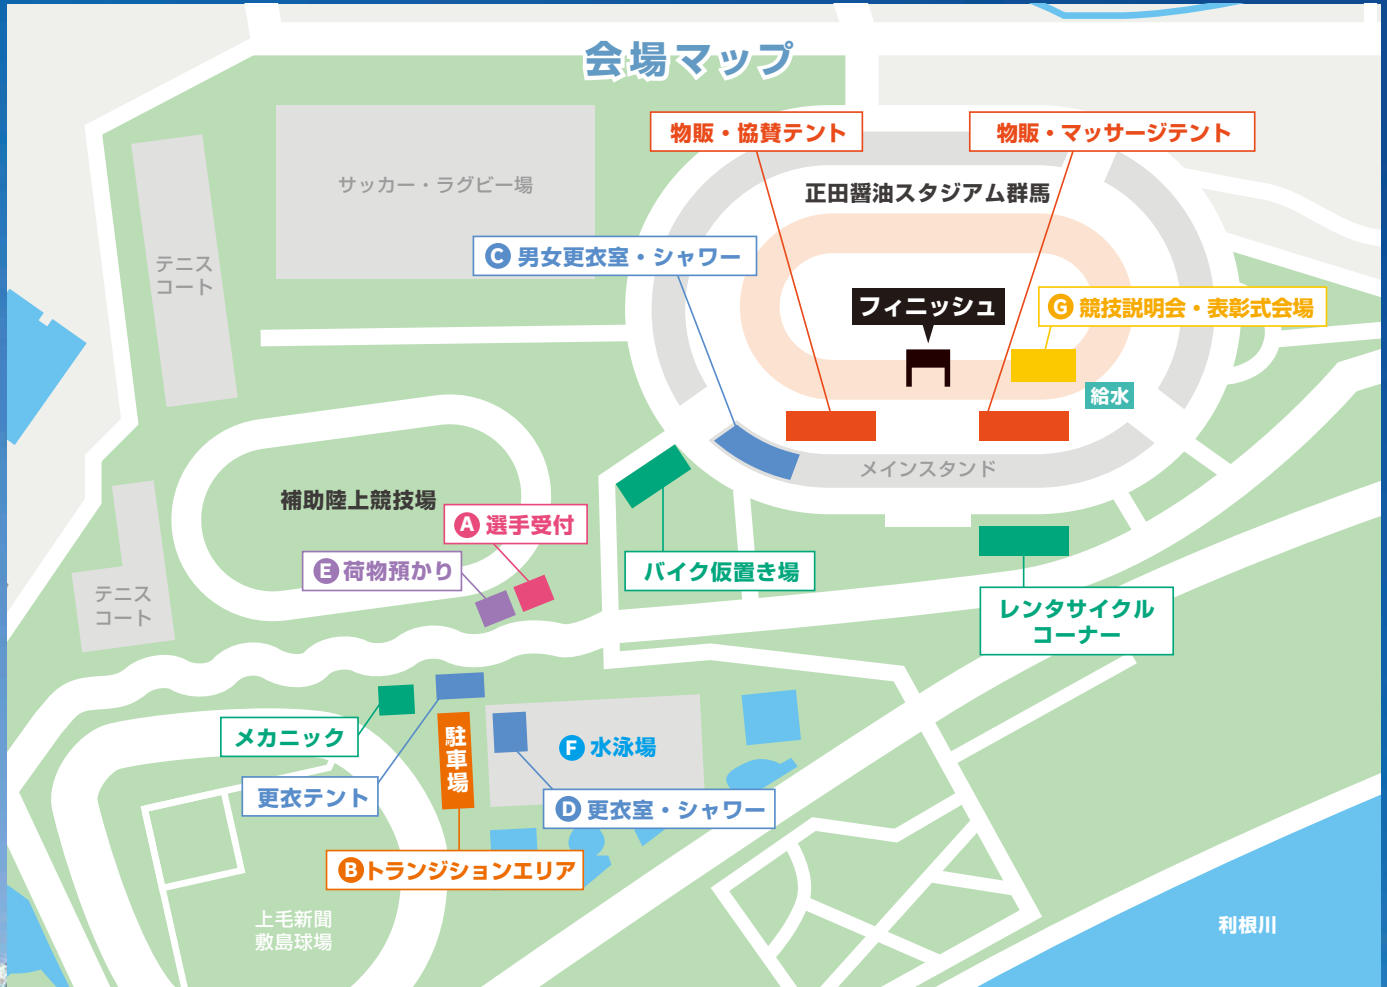 会場マップ
物販・協賛テント
物販・マッサージテント
サッカー・ラグビー場
正田醤油スタジアム群馬
C 男女更衣室・シャワー
テニス
コート
フィニッシュ
G 競技説明会・表彰式会場
給水
メインスタンド
補助陸上競技場
A 選手受付
E 荷物預かり
バイク仮置き場
テニス
コート
レンタサイクル
コーナー
メカニック
駐車場
F 水泳場
更衣テント
D 更衣室・シャワー
B トランジションエリア
上毛新聞
敷島球場
利根川